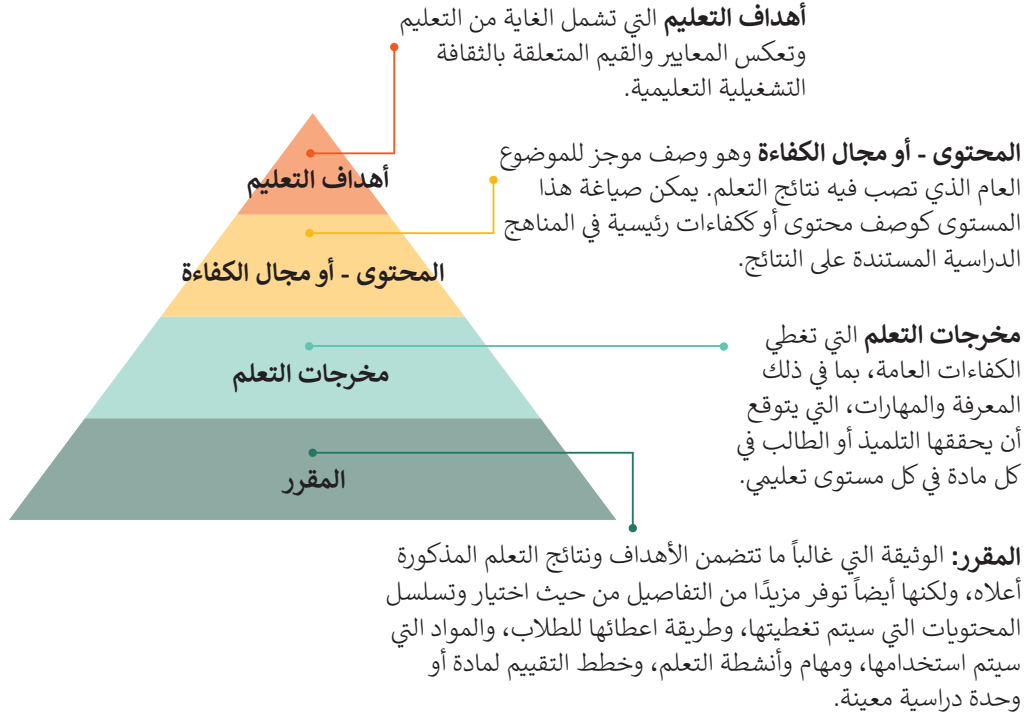 أهداف التعليم التي تشمل الغاية من التعليم
وتعكس المعايير والقيم المتعلقة بالثقافة
التشغيلية التعليمية.
المحتوى - أو مجال الكفاءة وهو وصف موجز للموضوع
العام الذي تصب فيه نتائج التعلم. يمكن صياغة هذا
المستوى كوصف محتوى أو ككفاءات رئيسية في المناهج
الدراسية المستندة على النتائج.
مخرجات التعلم التي تغطي
الكفاءات العامة، بما في ذلك
المعرفة والمهارات، التي يتوقع
أن يحققها التلميذ أو الطالب في
كل مادة في كل مستوى تعليمي.
أهداف التعليم
المحتوى - أو مجال الكفاءة
مخرجات التعلم
المقرر
المقرر: الوثيقة التي غالباً ما تتضمن الأهداف ونتائج التعلم المذكورة
أعلاه، ولكنها أيضاً توفر مزيدًا من التفاصيل من حيث اختيار وتسلسل
المحتويات التي سيتم تغطيتها، وطريقة اعطائها للطلاب، والمواد التي
سيتم استخدامها، ومهام وأنشطة التعلم، وخطط التقييم لمادة أو
وحدة دراسية معينة.